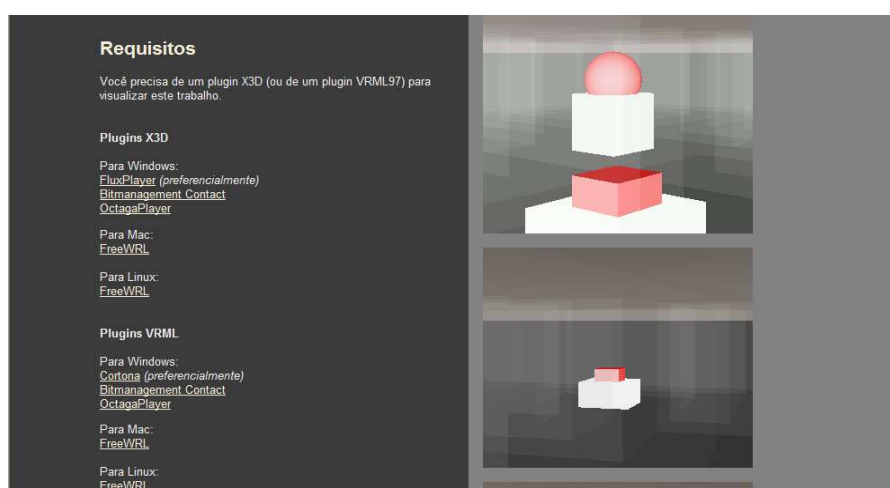 Requisitos
Você precisa de um plugin X3D (ou de um plugin VRML97) para
visualizar este trabalho.
Plugins X3D
Para Windows:
FluxPlayer (preferencialmente)
Bitmanagement Contact
OctagaPlayer
Para Mac:
FreeWRL
Para Linux:
FreeWRL
Plugins VRML
Para Windows:
Cortona (preferencialmente)
Bitmanagement Contact
OctagaPlayer
Para Mac:
FreeWRL
Para Linux:
FreeWRL